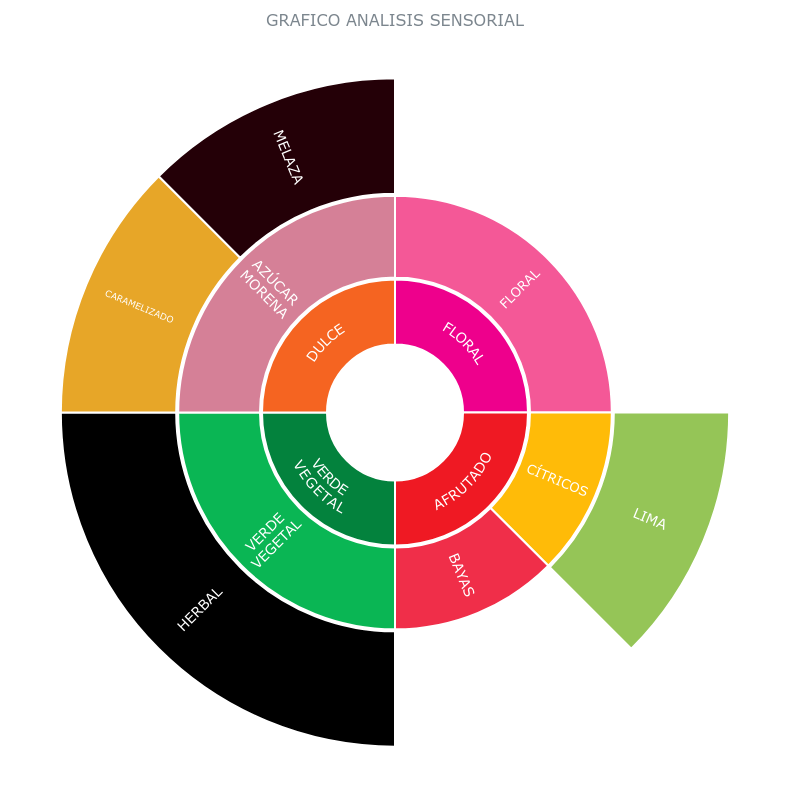 GRAFICO ANALISIS SENSORIAL
MELAZA
CARAMELIZADO
AZÚCAR
MORENA
DULCE
FLORAL
FLORAL
VERDE
VEGETAL
AFRUTADO
CÍTRICOS
LIMA
VERDE
VEGETAL
BAYAS
HERBAL